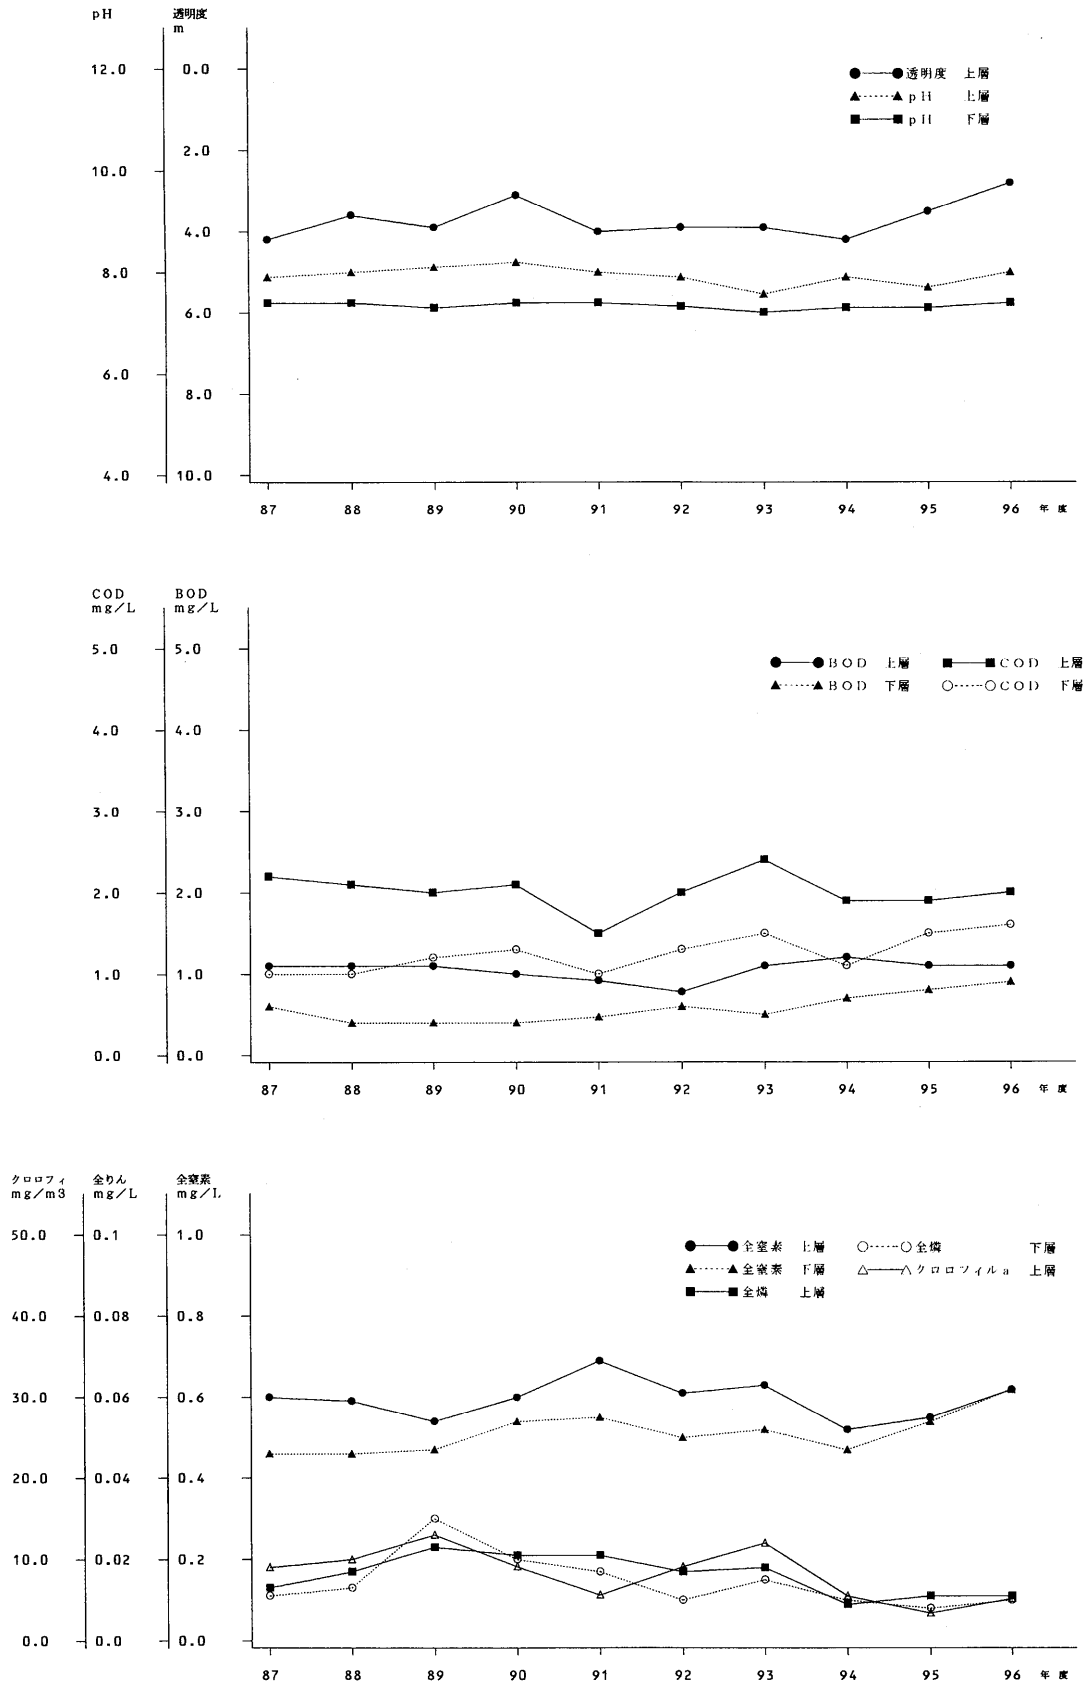 pH 透明度
m
12.0 0.0
●——●透明度 上層
▲……▲pH 上層
■——■pH 下層
2.0
10.0
4.0
8.0
6.0
6.0
8.0
4.0 10.0
87 88 89 90 91 92 93 94 95 96 年度
COD BOD
mg/L mg/L
5.0 5.0
●——●BOD 上層 ■——■COD 上層
▲……▲BOD 下層 ○……○COD 下層
4.0 4.0
3.0 3.0
2.0 2.0
1.0 1.0
0.0 0.0
87 88 89 90 91 92 93 94 95 96 年度
クロロフィ 全りん 全窒素
mg/m3 mg/L mg/L
50.0 0.1 1.0
●——●全窒素 上層 ○……○全燐 下層
▲……▲全窒素 下層 △——△クロロフィルa 上層
■——■全燐 上層
40.0 0.08 0.8
30.0 0.06 0.6
20.0 0.04 0.4
10.0 0.02 0.2
0.0 0.0 0.0
87 88 89 90 91 92 93 94 95 96 年度